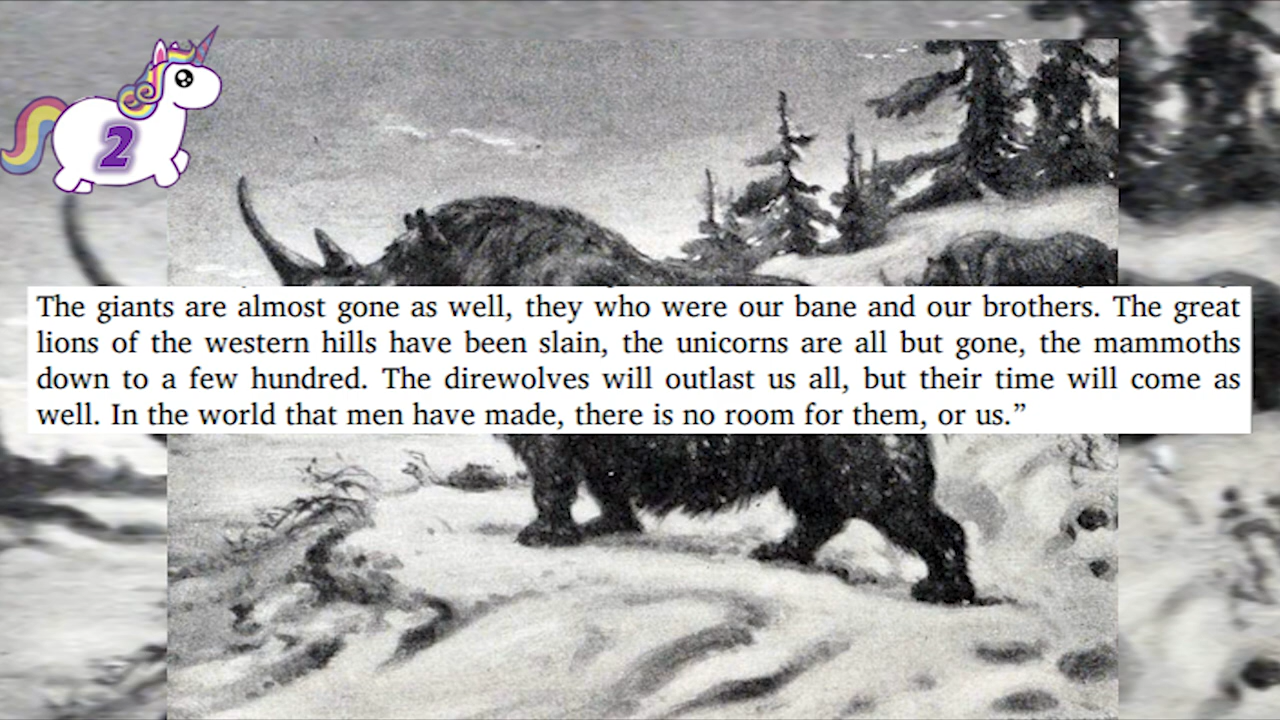 2
The giants are almost gone as well, they who were our bane and our brothers. The great
lions of the western hills have been slain, the unicorns are all but gone, the mammoths
down to a few hundred. The direwolves will outlast us all, but their time will come as
well. In the world that men have made, there is no room for them, or us.”